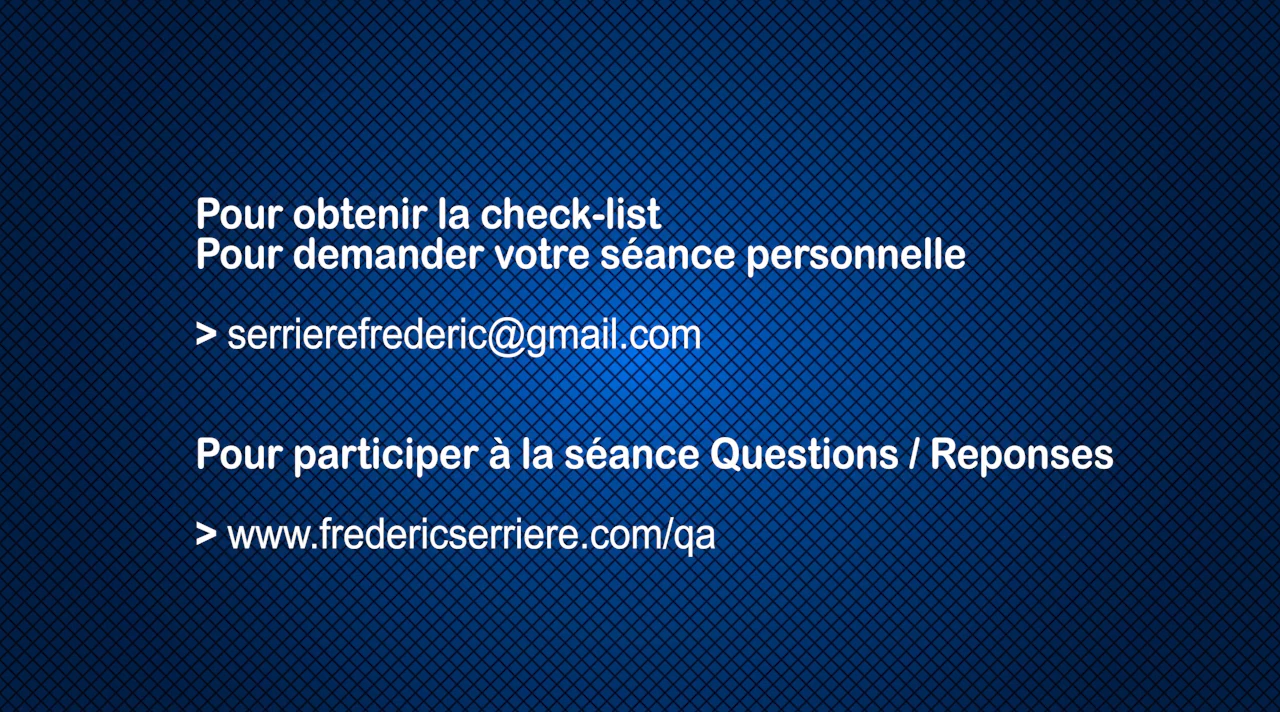 Pour obtenir la check-list
Pour demander votre séance personnelle
> serrierefrederic@gmail.com
Pour participer à la séance Questions / Reponses
> www.fredericserriere.com/qa